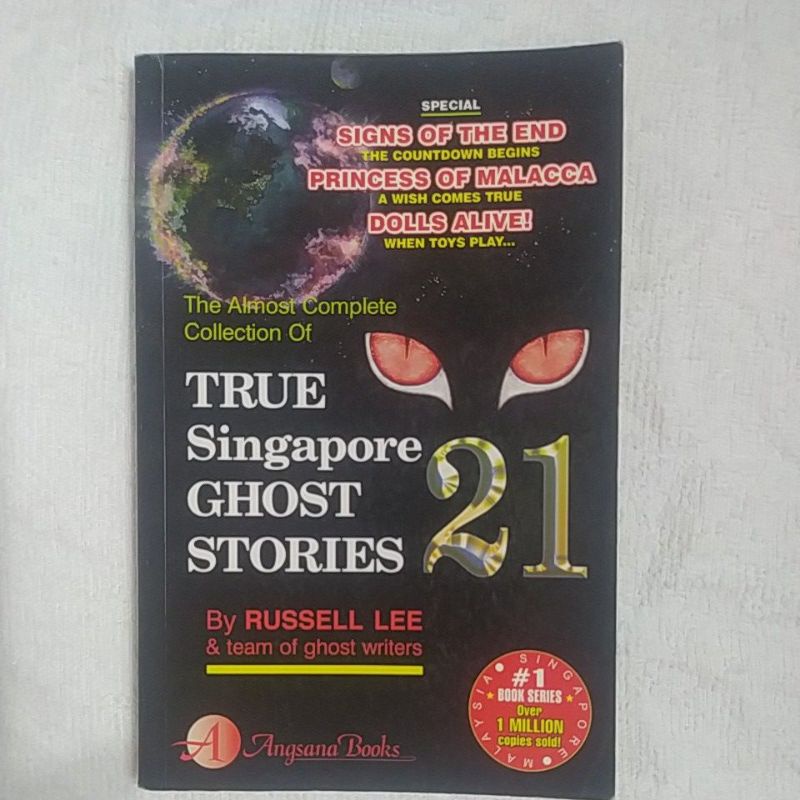 SPECIAL
SIGNS OF THE END
THE COUNTDOWN BEGINS
PRINCESS OF MALACCA
A WISH COMES TRUE
DOLLS ALIVE!
WHEN TOYS PLAY...
The Almost Complete
Collection Of
TRUE
Singapore
GHOST
STORIES
21
By RUSSELL LEE
& team of ghost writers
SINGAPORE
MALAYSIA
#1
BOOK SERIES
Over
1 MILLION
copies sold!
A Angsana Books